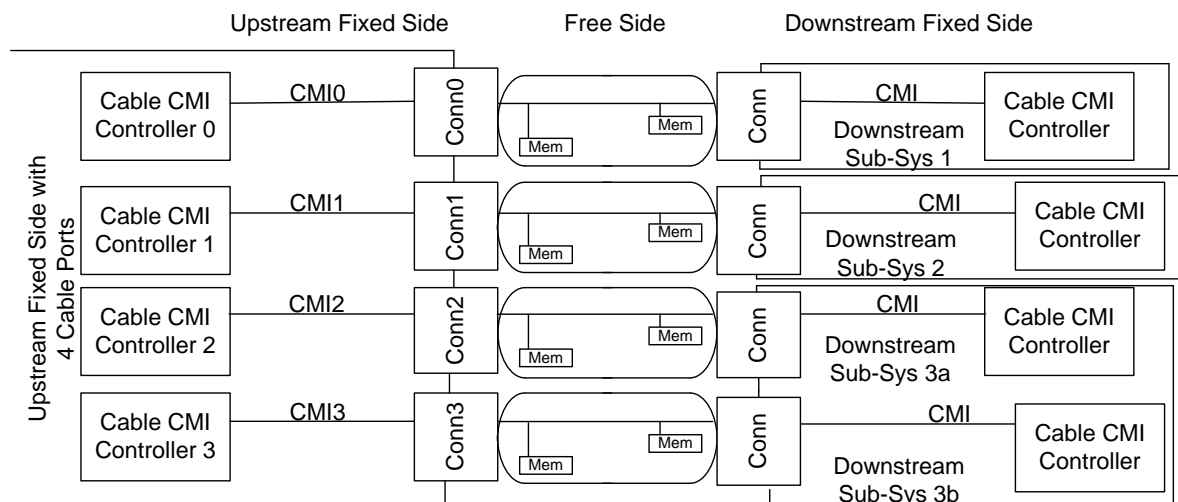 Upstream Fixed Side
Free Side
Downstream Fixed Side
Upstream Fixed Side with
4 Cable Ports
Cable CMI
Controller 0
CMI0
Conn0
Mem
Mem
Conn
CMI
Downstream
Sub-Sys 1
Cable CMI
Controller
Cable CMI
Controller 1
CMI1
Conn1
Mem
Mem
Conn
CMI
Downstream
Sub-Sys 2
Cable CMI
Controller
Cable CMI
Controller 2
CMI2
Conn2
Mem
Mem
Conn
CMI
Downstream
Sub-Sys 3a
Cable CMI
Controller
Cable CMI
Controller 3
CMI3
Conn3
Mem
Mem
Conn
CMI
Downstream
Sub-Sys 3b
Cable CMI
Controller